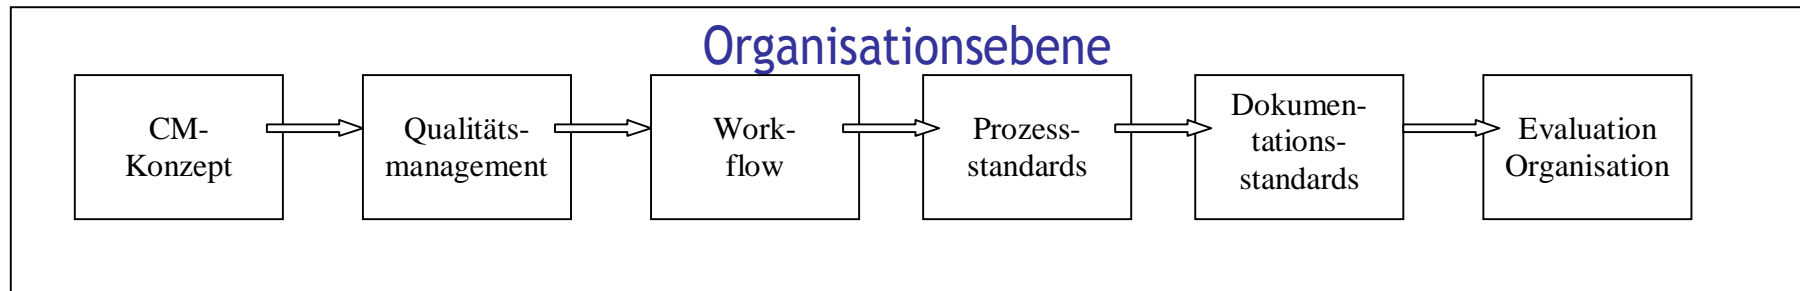 Organisationsebene
CM-
Konzept
Qualitäts-
management
Work-
flow
Prozess-
standards
Dokumen-
tations-
standards
Evaluation
Organisation